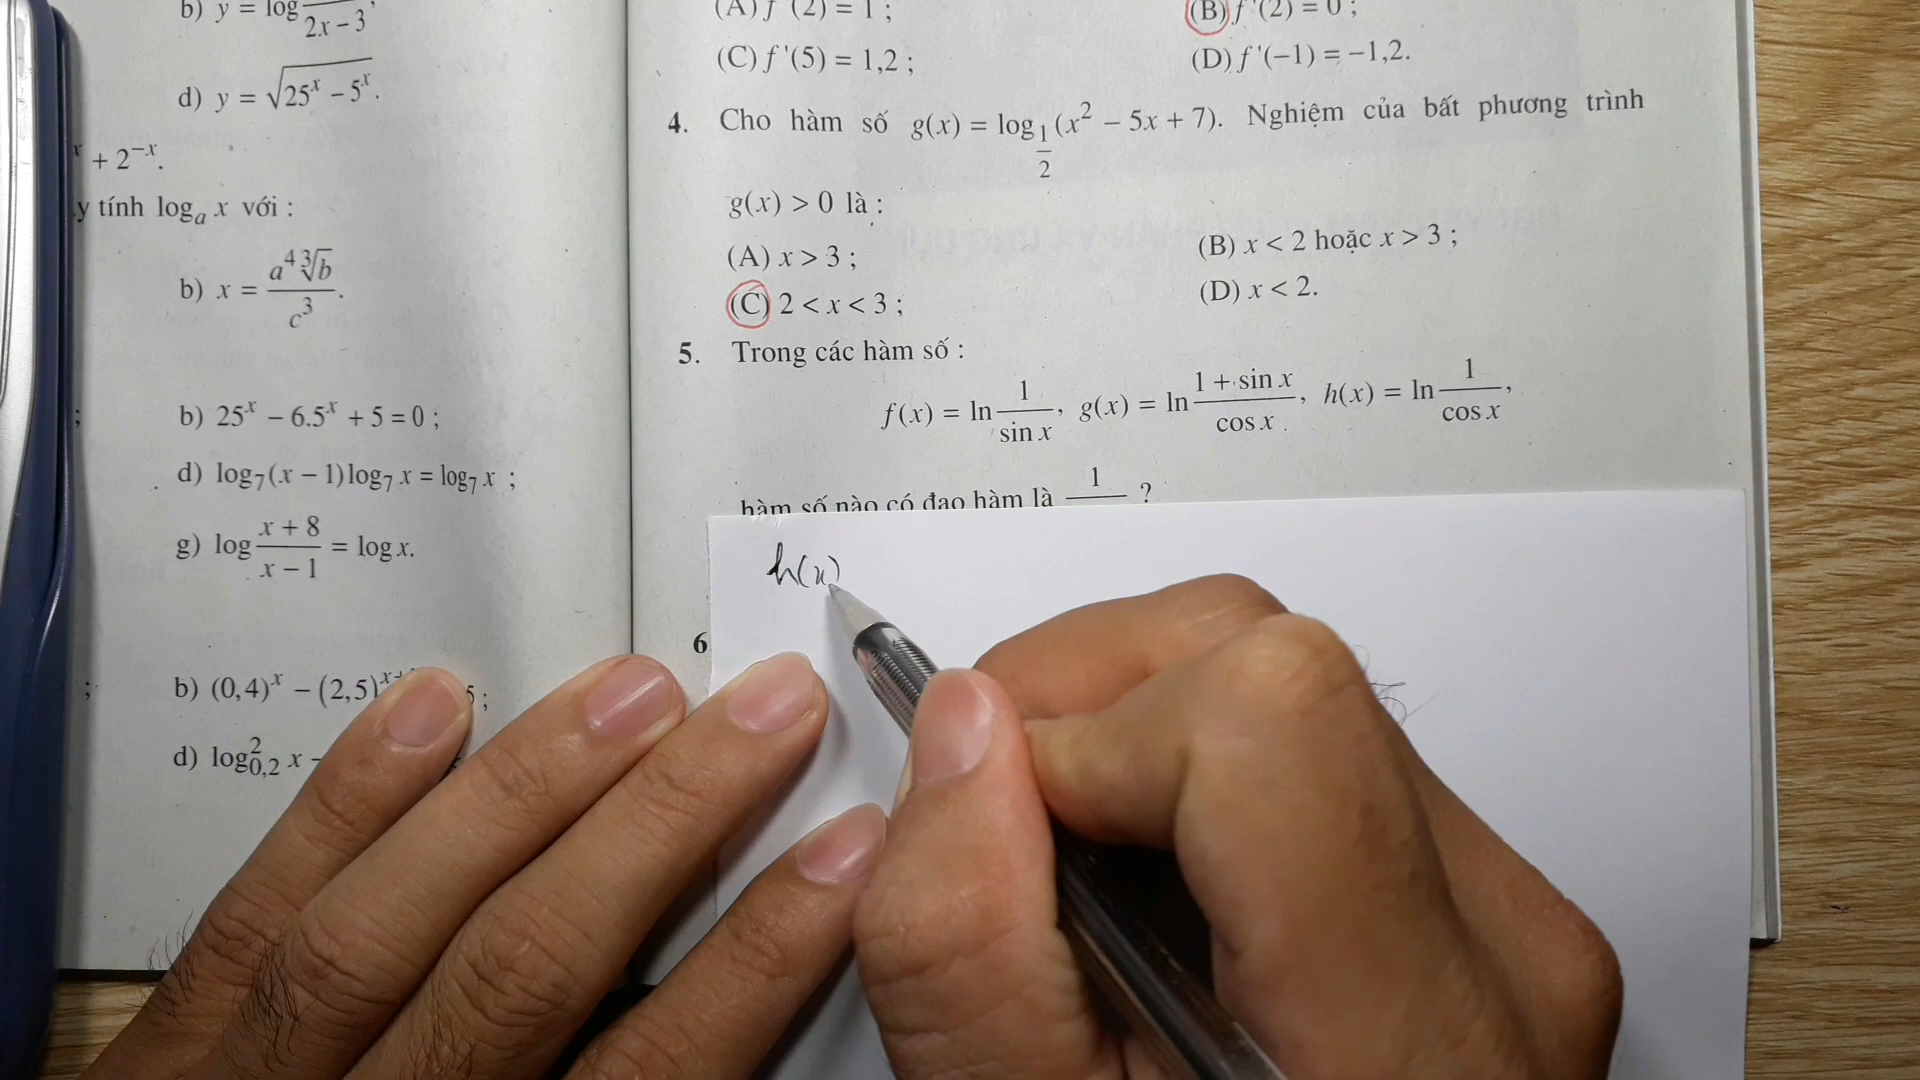 b) y = log 2x − 3 ,
d) y = √(25^x − 5^x).
x + 2^(−x).
y tính log_a x với :
b) x = (a^4 ∛b)/c^3 .
; b) 25^x − 6.5^x + 5 = 0 ;
d) log_7 (x − 1) log_7 x = log_7 x ;
g) log (x + 8)/(x − 1) = log x.
; b) (0,4)^x − (2,5)^x+ 5 ;
d) log²_0,2 x −
(A) f '(2) = 1 ;
(B) f '(2) = 0 ;
(C) f '(5) = 1,2 ;
(D) f '(−1) = −1,2.
4. Cho hàm số g(x) = log_(1/2) (x^2 − 5x + 7). Nghiệm của bất phương trình
g(x) > 0 là :
(A) x > 3 ;
(B) x < 2 hoặc x > 3 ;
(C) 2 < x < 3 ;
(D) x < 2.
5. Trong các hàm số :
f(x) = ln 1/(sin x), g(x) = ln (1 + sin x)/(cos x), h(x) = ln 1/(cos x),
hàm số nào có đạo hàm là 1 ?
h(x)
6